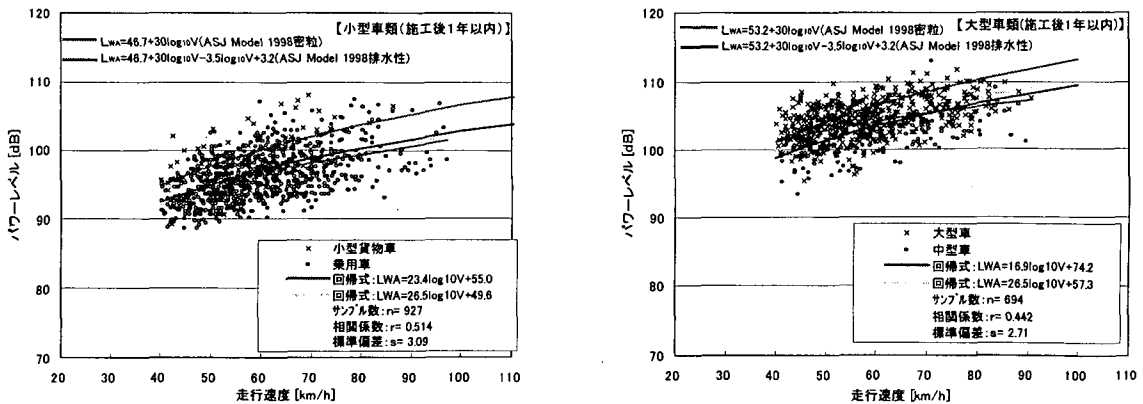 【小型車類(施工後1年以内)】
LWA=46.7+30log10V(ASJ Model 1998密粒)
LWA=46.7+30log10V-3.5log10V+3.2(ASJ Model 1998排水性)
110
100
90
80
70
パワーレベル [dB]
× 小型貨物車
乗用車
回帰式:LWA=23.4log10V+55.0
回帰式:LWA=26.5log10V+49.6
サンプル数:n= 927
相関係数:r= 0.514
標準偏差:s= 3.09
20 30 40 50 60 70 80 90 100 110
走行速度 [km/h]
【大型車類(施工後1年以内)】
LWA=53.2+30log10V(ASJ Model 1998密粒)
LWA=53.2+30log10V-3.5log10V+3.2(ASJ Model 1998排水性)
120
110
100
90
80
70
パワーレベル [dB]
× 大型車
中型車
回帰式:LWA=16.9log10V+74.2
回帰式:LWA=26.5log10V+57.3
サンプル数:n= 694
相関係数:r= 0.442
標準偏差:s= 2.71
20 30 40 50 60 70 80 90 100 110
走行速度 [km/h]